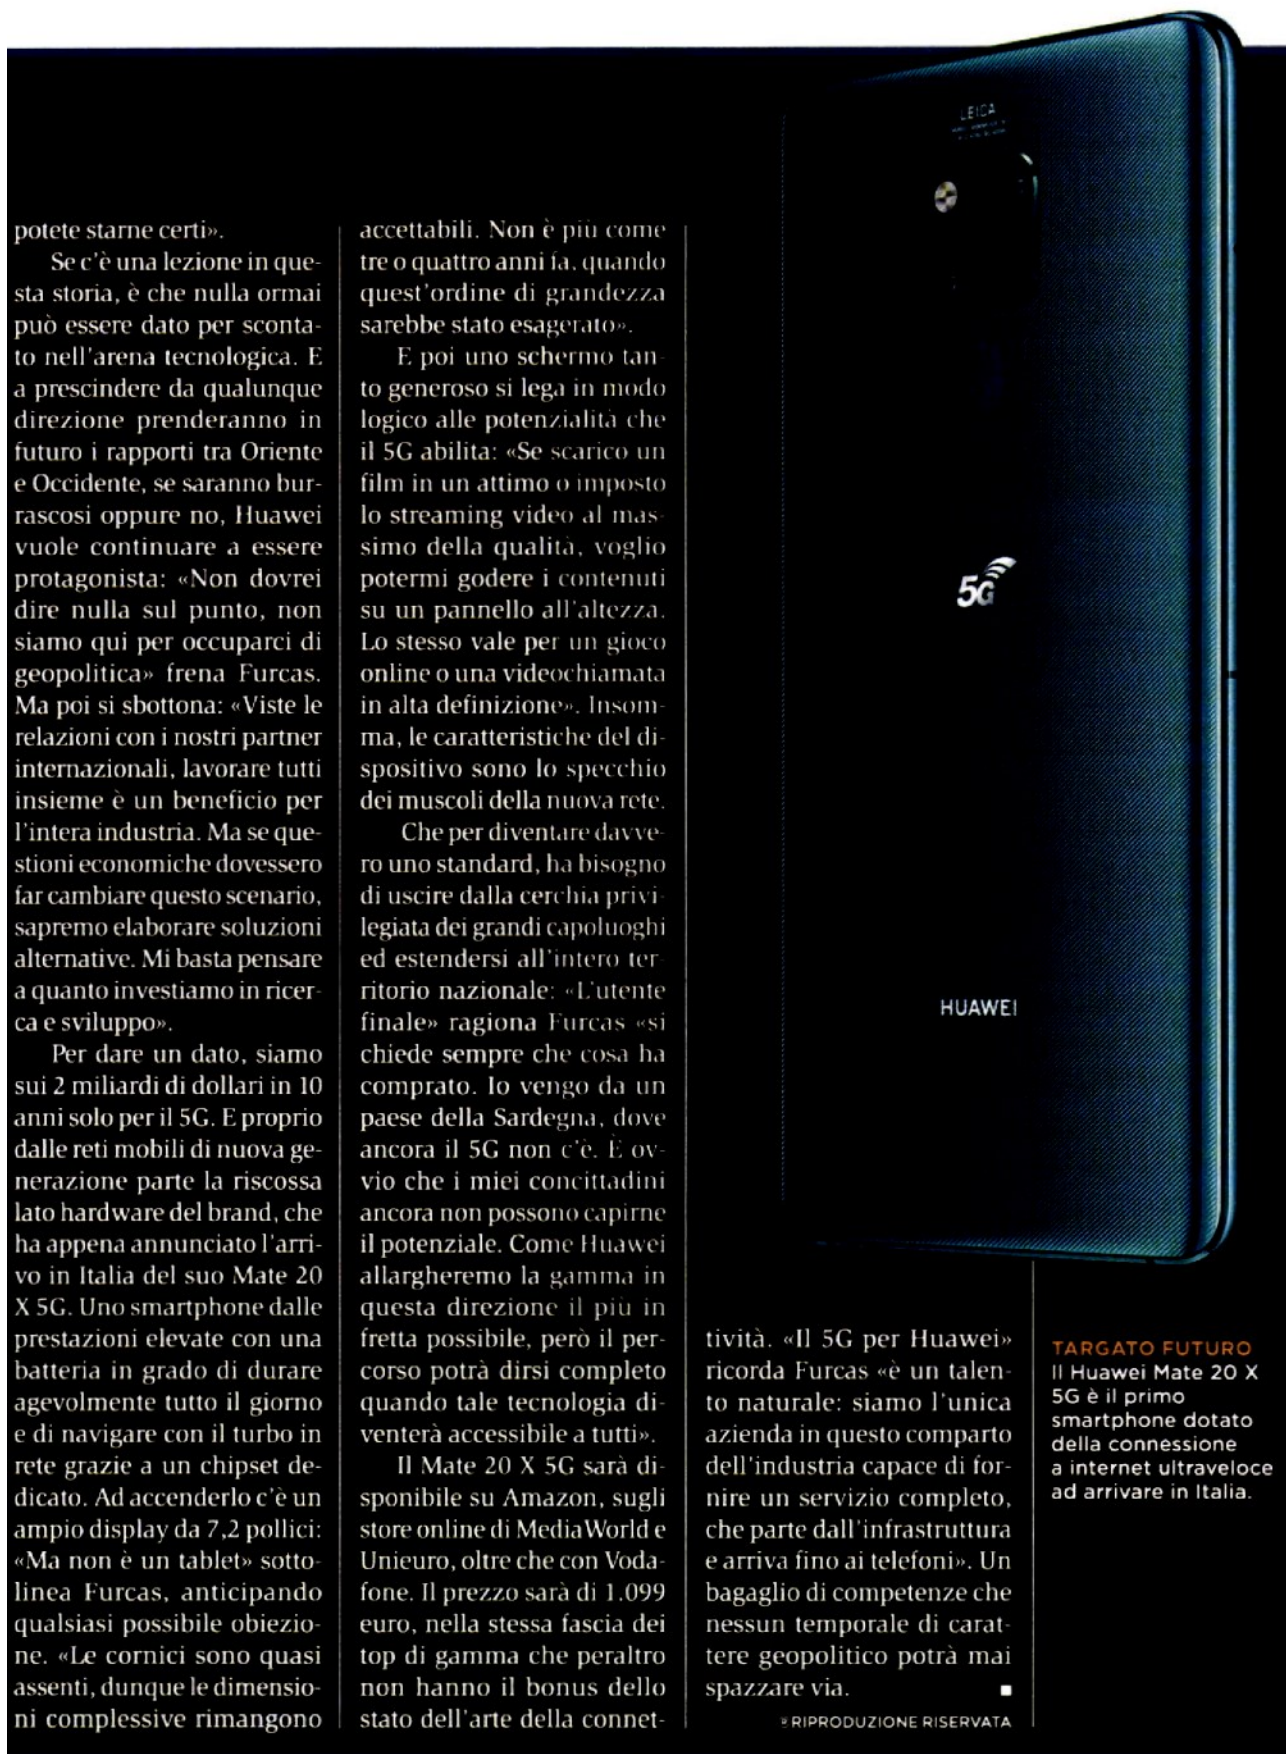 potete starne certi».
Se c'è una lezione in que-
sta storia, è che nulla ormai
può essere dato per sconta-
to nell'arena tecnologica. E
a prescindere da qualunque
direzione prenderanno in
futuro i rapporti tra Oriente
e Occidente, se saranno bur-
rascosi oppure no, Huawei
vuole continuare a essere
protagonista: «Non dovrei
dire nulla sul punto, non
siamo qui per occuparci di
geopolitica» frena Furcas.
Ma poi si sbottona: «Viste le
relazioni con i nostri partner
internazionali, lavorare tutti
insieme è un beneficio per
l'intera industria. Ma se que-
stioni economiche dovessero
far cambiare questo scenario,
sapremo elaborare soluzioni
alternative. Mi basta pensare
a quanto investiamo in ricer-
ca e sviluppo».
Per dare un dato, siamo
sui 2 miliardi di dollari in 10
anni solo per il 5G. E proprio
dalle reti mobili di nuova ge-
nerazione parte la riscossa
lato hardware del brand, che
ha appena annunciato l'arri-
vo in Italia del suo Mate 20
X 5G. Uno smartphone dalle
prestazioni elevate con una
batteria in grado di durare
agevolmente tutto il giorno
e di navigare con il turbo in
rete grazie a un chipset de-
dicato. Ad accenderlo c'è un
ampio display da 7,2 pollici:
«Ma non è un tablet» sotto-
linea Furcas, anticipando
qualsiasi possibile obiezio-
ne. «Le cornici sono quasi
assenti, dunque le dimensio-
ni complessive rimangono
accettabili. Non è più come
tre o quattro anni fa, quando
quest'ordine di grandezza
sarebbe stato esagerato».
E poi uno schermo tan-
to generoso si lega in modo
logico alle potenzialità che
il 5G abilita: «Se scarico un
film in un attimo o imposto
lo streaming video al mas-
simo della qualità, voglio
potermi godere i contenuti
su un pannello all'altezza.
Lo stesso vale per un gioco
online o una videochiamata
in alta definizione». Insom-
ma, le caratteristiche del di-
spositivo sono lo specchio
dei muscoli della nuova rete.
Che per diventare davve-
ro uno standard, ha bisogno
di uscire dalla cerchia privi-
legiata dei grandi capoluoghi
ed estendersi all'intero ter-
ritorio nazionale: «L'utente
finale» ragiona Furcas «si
chiede sempre che cosa ha
comprato. Io vengo da un
paese della Sardegna, dove
ancora il 5G non c'è. È ov-
vio che i miei concittadini
ancora non possono capirne
il potenziale. Come Huawei
allargheremo la gamma in
questa direzione il più in
fretta possibile, però il per-
corso potrà dirsi completo
quando tale tecnologia di-
venterà accessibile a tutti».
Il Mate 20 X 5G sarà di-
sponibile su Amazon, sugli
store online di MediaWorld e
Unieuro, oltre che con Voda-
fone. Il prezzo sarà di 1.099
euro, nella stessa fascia dei
top di gamma che peraltro
non hanno il bonus dello
stato dell'arte della connet-
tività. «Il 5G per Huawei»
ricorda Furcas «è un talen-
to naturale: siamo l'unica
azienda in questo comparto
dell'industria capace di for-
nire un servizio completo,
che parte dall'infrastruttura
e arriva fino ai telefoni». Un
bagaglio di competenze che
nessun temporale di carat-
tere geopolitico potrà mai
spazzare via. ■
RIPRODUZIONE RISERVATA
LEICA
5G
HUAWEI
TARGATO FUTURO
Il Huawei Mate 20 X
5G è il primo
smartphone dotato
della connessione
a internet ultraveloce
ad arrivare in Italia.